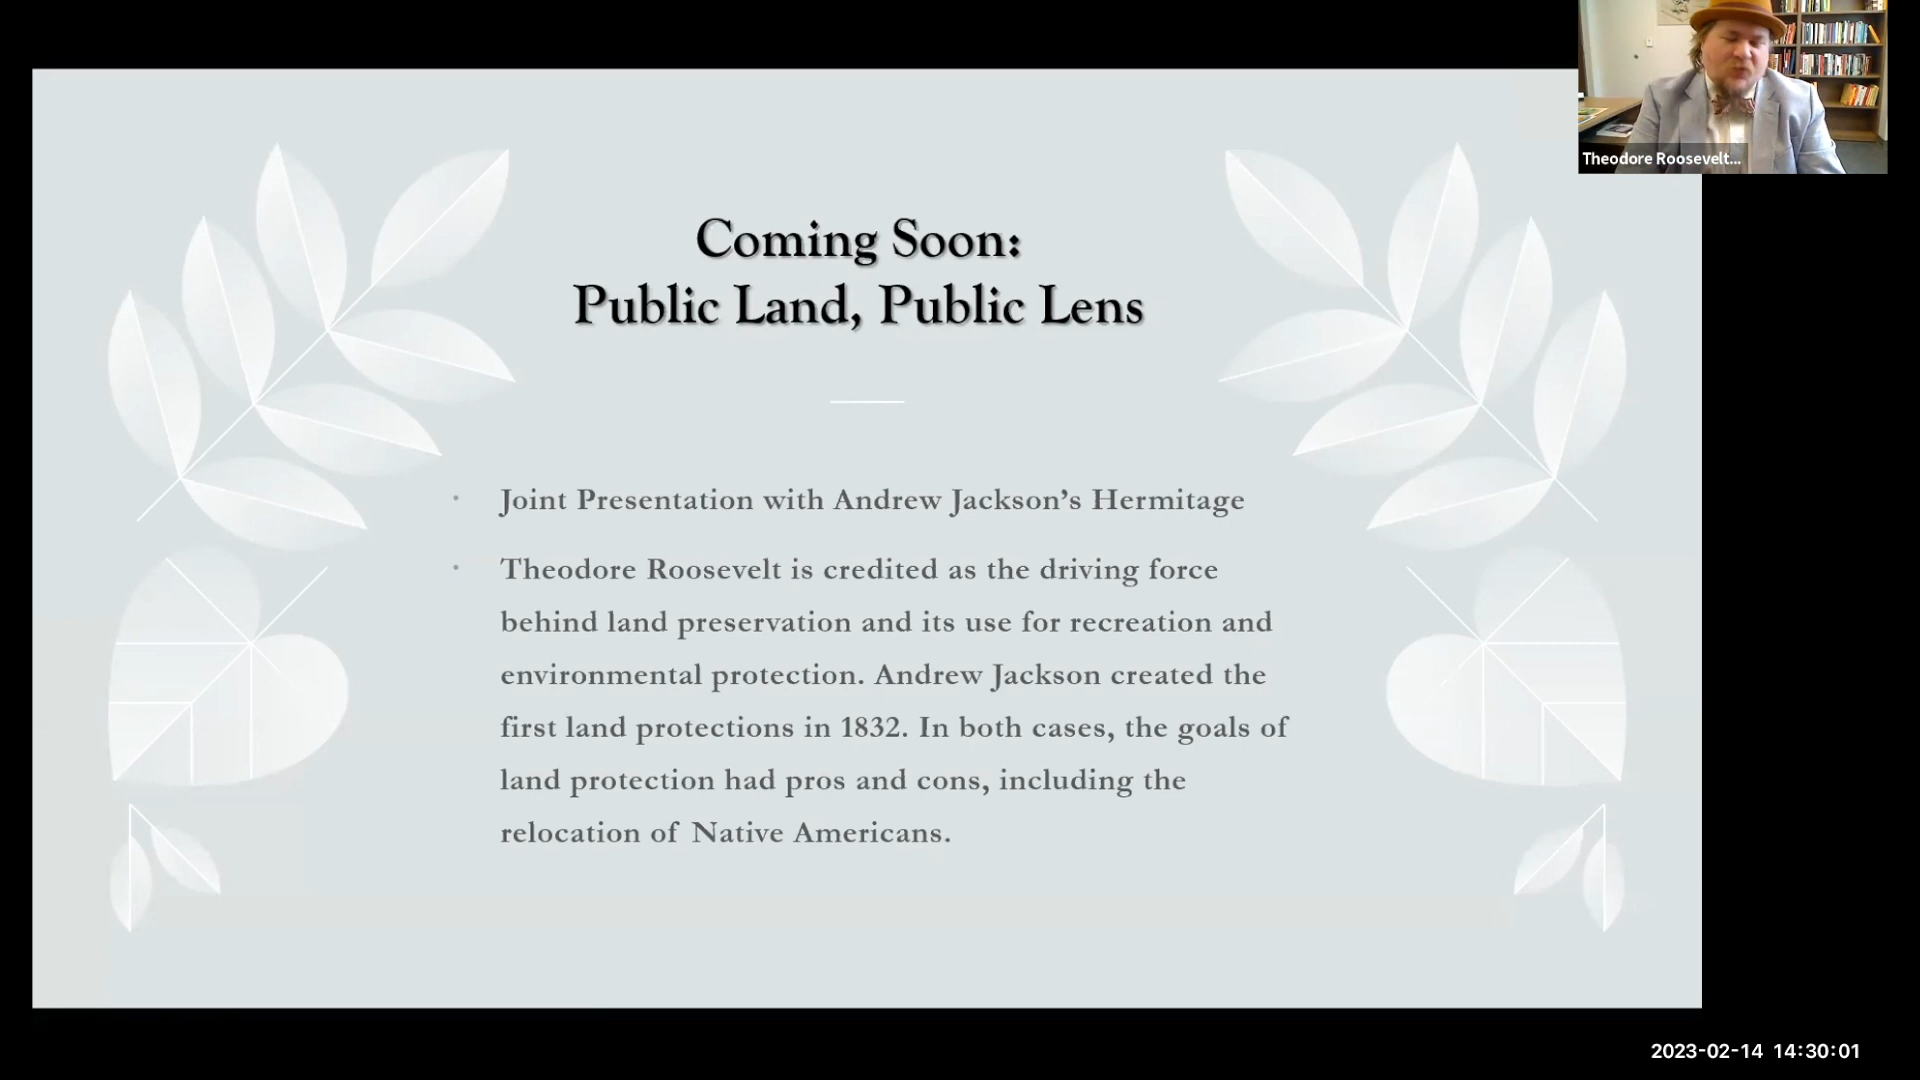 Theodore Roosevelt...
Coming Soon:
Public Land, Public Lens
• Joint Presentation with Andrew Jackson’s Hermitage
• Theodore Roosevelt is credited as the driving force
behind land preservation and its use for recreation and
environmental protection. Andrew Jackson created the
first land protections in 1832. In both cases, the goals of
land protection had pros and cons, including the
relocation of Native Americans.
2023-02-14 14:30:01